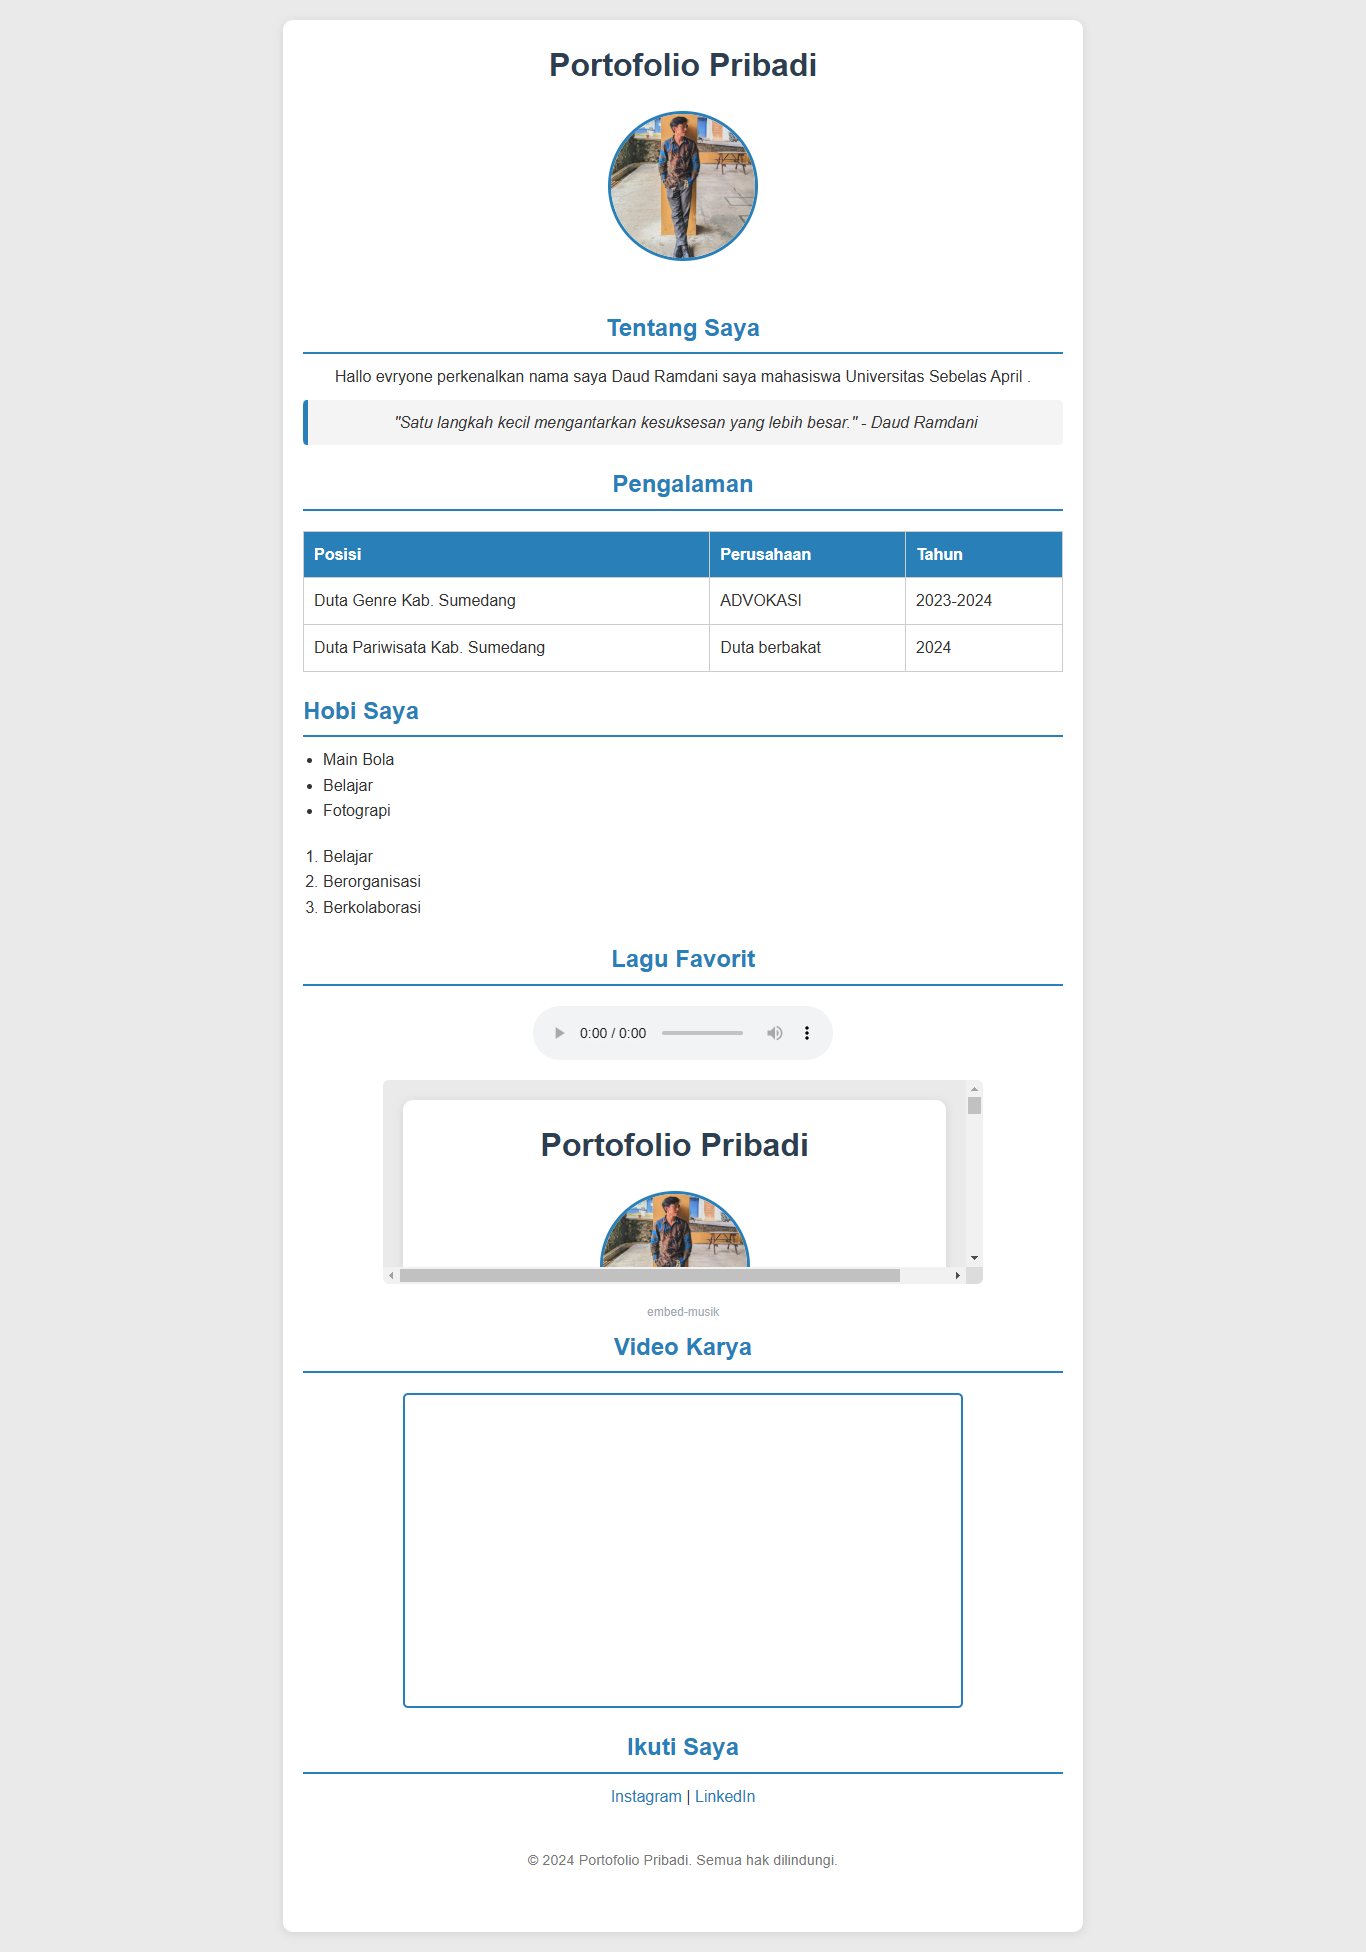 Portofolio Pribadi
Tentang Saya
Hallo evryone perkenalkan nama saya Daud Ramdani saya mahasiswa Universitas Sebelas April .
"Satu langkah kecil mengantarkan kesuksesan yang lebih besar." - Daud Ramdani
Pengalaman
Posisi Perusahaan Tahun
Duta Genre Kab. Sumedang ADVOKASI 2023-2024
Duta Pariwisata Kab. Sumedang Duta berbakat 2024
Hobi Saya
• Main Bola
• Belajar
• Fotograpi
1. Belajar
2. Berorganisasi
3. Berkolaborasi
Lagu Favorit
0:00 / 0:00
Portofolio Pribadi
embed-musik
Video Karya
Ikuti Saya
Instagram | LinkedIn
© 2024 Portofolio Pribadi. Semua hak dilindungi.